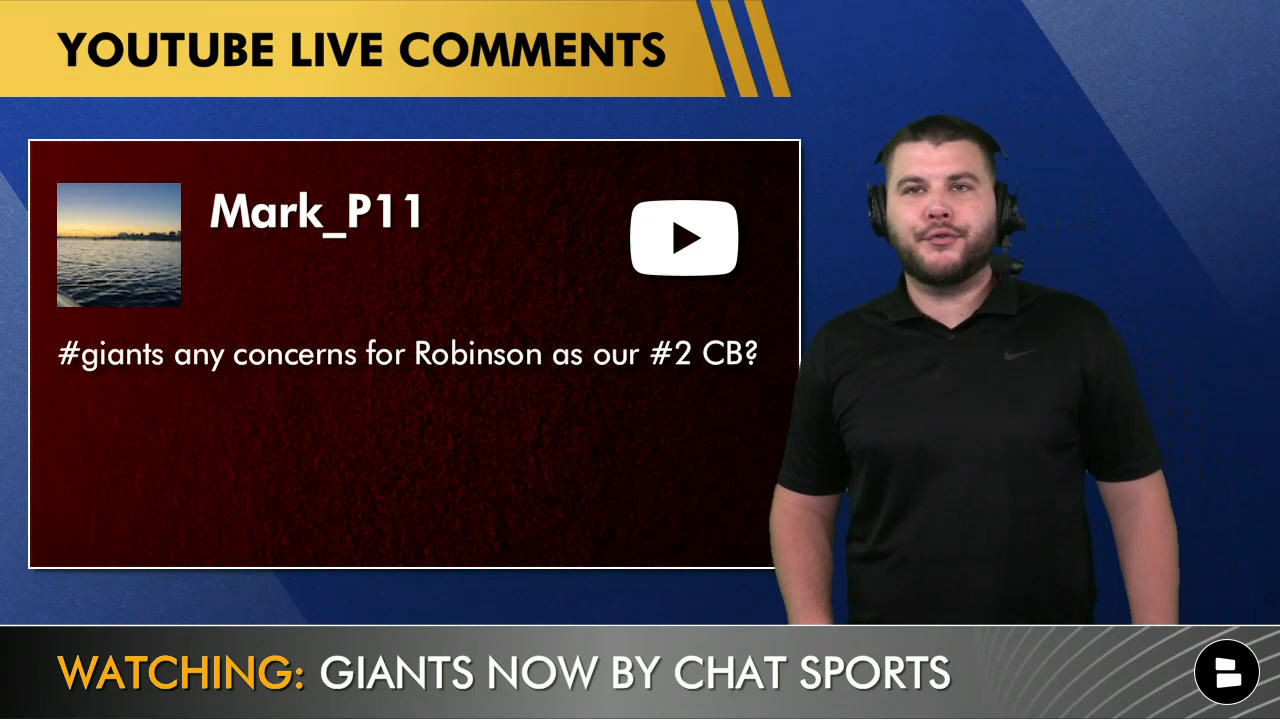 YOUTUBE LIVE COMMENTS
Mark_P11
#giants any concerns for Robinson as our #2 CB?
WATCHING: GIANTS NOW BY CHAT SPORTS